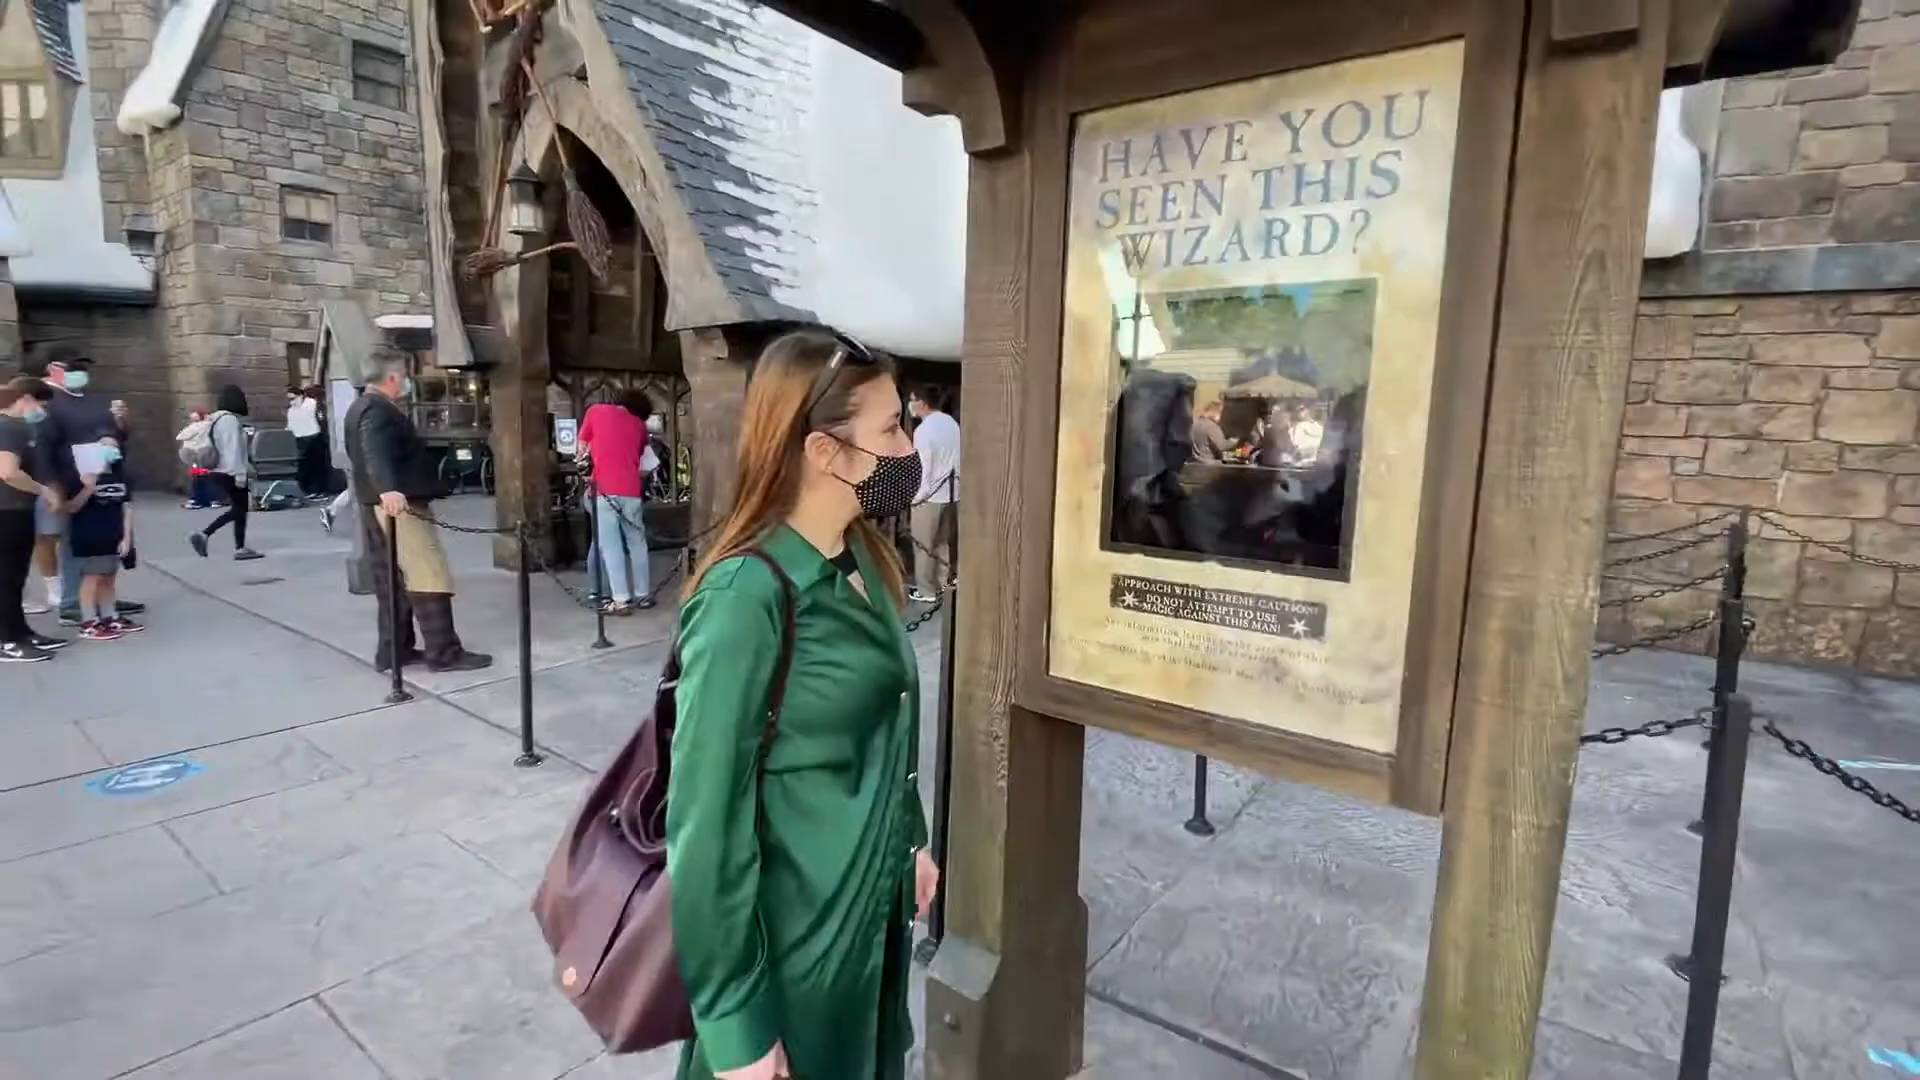 HAVE YOU
SEEN THIS
WIZARD?
APPROACH WITH EXTREME CAUTION!
DO NOT ATTEMPT TO USE
MAGIC AGAINST THIS MAN!